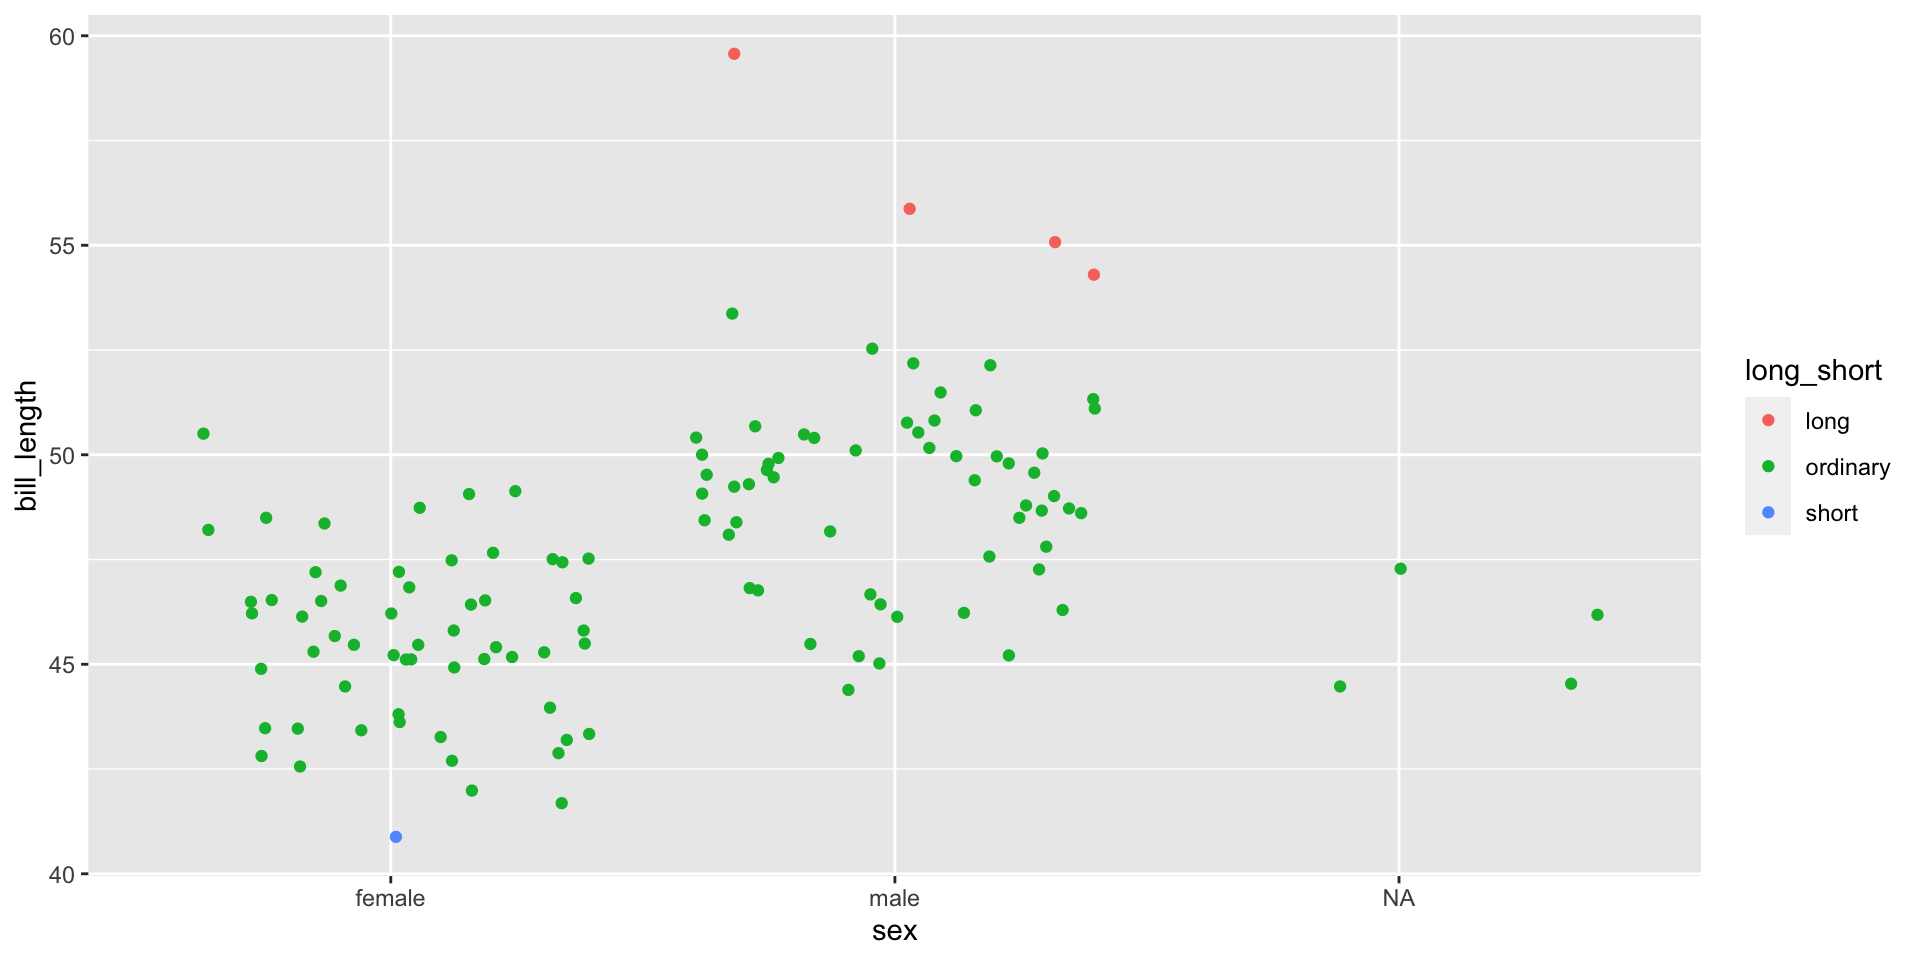 60
55
50
45
40
bill_length
female
male
NA
sex
long_short
long
ordinary
short